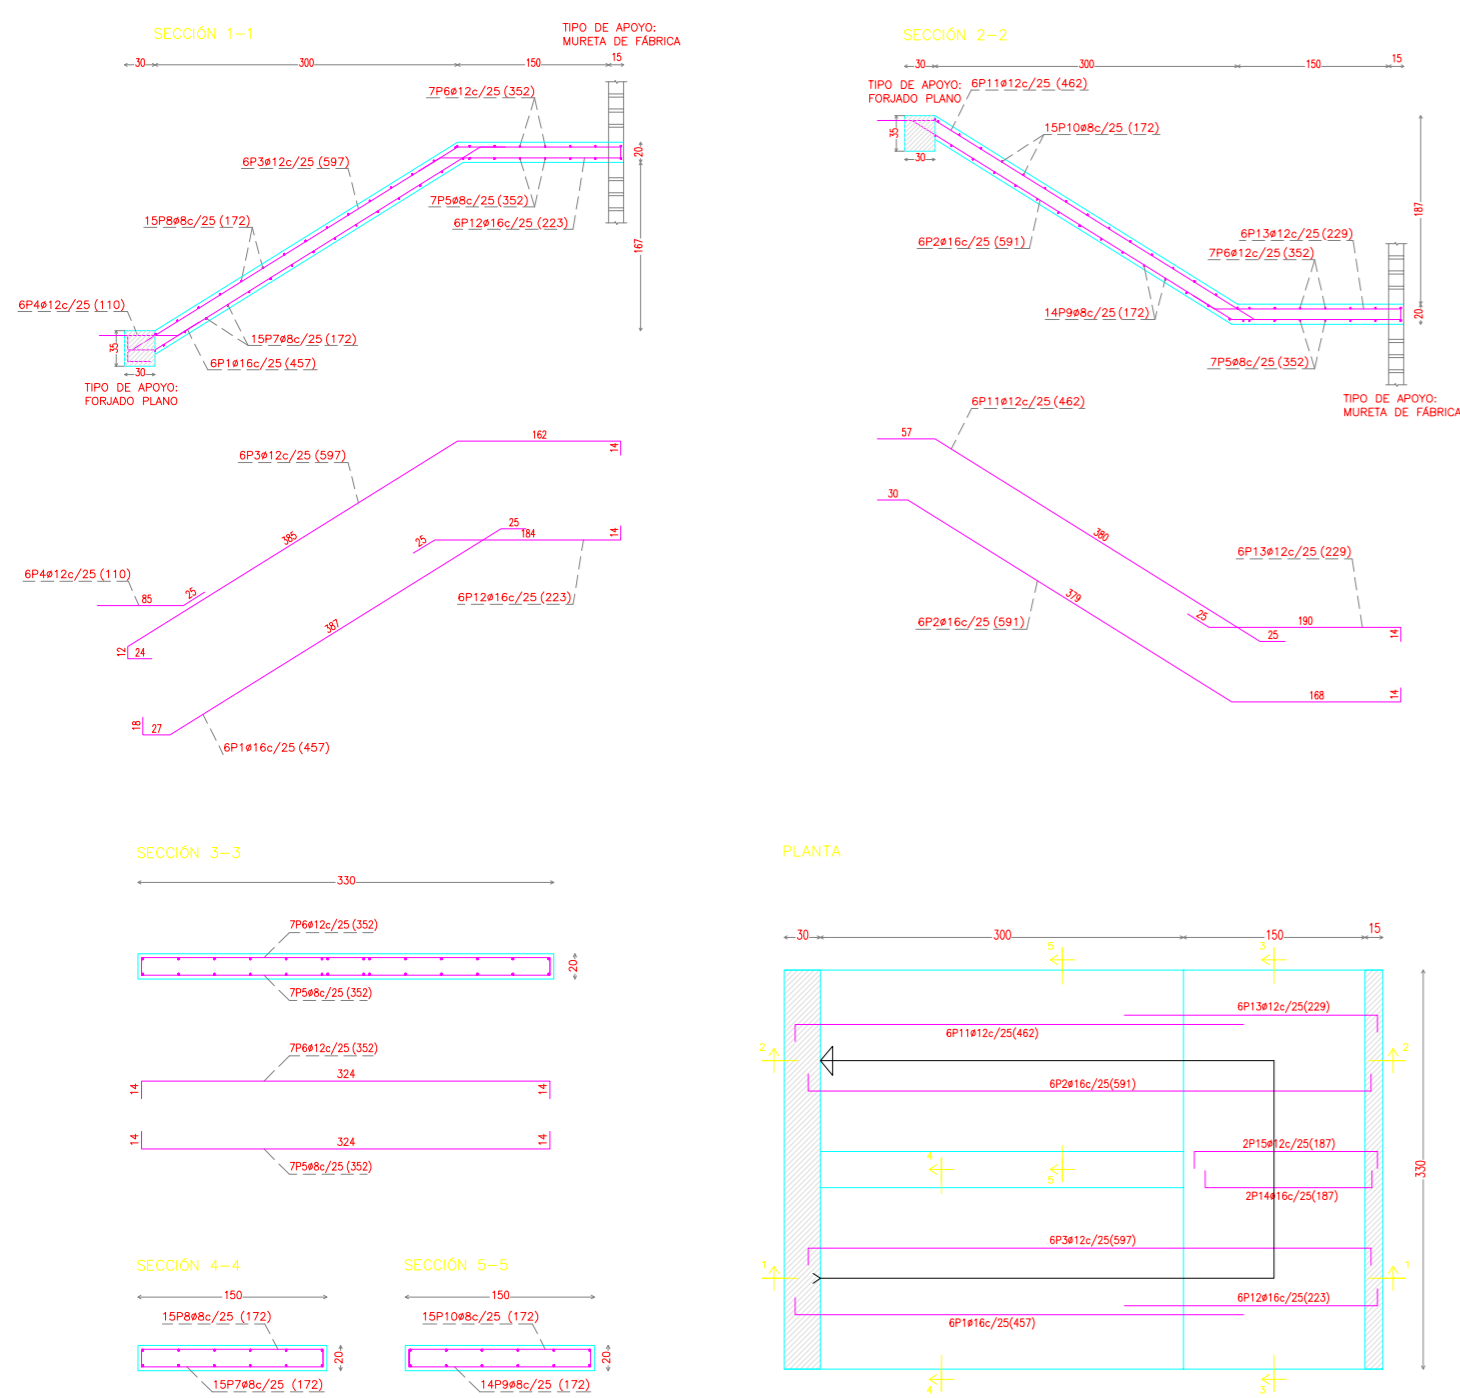 SECCIÓN 1-1
TIPO DE APOYO:
MURETA DE FÁBRICA
30
300
150
15
7P6ø12c/25 (352)
6P3ø12c/25 (597)
20
7P5ø8c/25 (352)
15P8ø8c/25 (172)
6P12ø16c/25 (223)
167
6P4ø12c/25 (110)
35
15P7ø8c/25 (172)
6P1ø16c/25 (457)
30
TIPO DE APOYO:
FORJADO PLANO
162
14
6P3ø12c/25 (597)
385
25
184
14
25
6P4ø12c/25 (110)
85
25
6P12ø16c/25 (223)
387
12
24
18
27
6P1ø16c/25 (457)
SECCIÓN 2-2
30
300
150
15
TIPO DE APOYO:
FORJADO PLANO
6P11ø12c/25 (462)
35
15P10ø8c/25 (172)
30
187
6P2ø16c/25 (591)
6P13ø12c/25 (229)
7P6ø12c/25 (352)
14P9ø8c/25 (172)
20
7P5ø8c/25 (352)
TIPO DE APOYO:
MURETA DE FÁBRICA
6P11ø12c/25 (462)
57
30
380
6P13ø12c/25 (229)
379
6P2ø16c/25 (591)
25
190
14
25
168
14
SECCIÓN 3-3
330
7P6ø12c/25 (352)
20
7P5ø8c/25 (352)
7P6ø12c/25 (352)
324
14
14
14
324
14
7P5ø8c/25 (352)
SECCIÓN 4-4
150
15P8ø8c/25 (172)
20
15P7ø8c/25 (172)
SECCIÓN 5-5
150
15P10ø8c/25 (172)
20
14P9ø8c/25 (172)
PLANTA
30
300
150
15
5
3
6P13ø12c/25(229)
6P11ø12c/25(462)
2
2
6P2ø16c/25(591)
2P15ø12c/25(187)
4
5
330
2P14ø16c/25(187)
6P3ø12c/25(597)
1
1
6P12ø16c/25(223)
6P1ø16c/25(457)
4
3